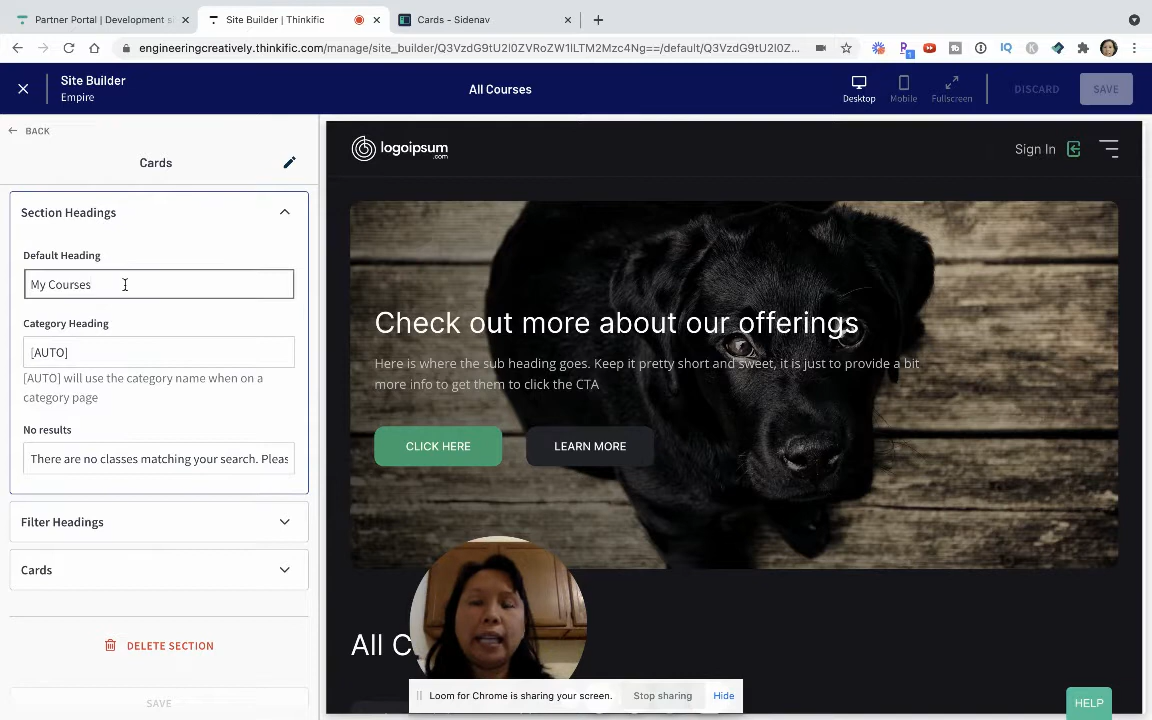 Partner Portal | Development si
Site Builder | Thinkific
Cards - Sidenav
engineeringcreatively.thinkific.com/manage/site_builder/Q3VzdG9tU2l0ZVRoZW1lLTM2Mzc4Ng==/default/Q3VzdG9tU2l0Z...
Site Builder
Empire
All Courses
Desktop
Mobile
Fullscreen
DISCARD
SAVE
BACK
Cards
Section Headings
Default Heading
My Courses
Category Heading
[AUTO]
[AUTO] will use the category name when on a
category page
No results
There are no classes matching your search. Pleas
Filter Headings
Cards
DELETE SECTION
SAVE
logoipsum
.com
Sign In
Check out more about our offerings
Here is where the sub heading goes. Keep it pretty short and sweet, it is just to provide a bit
more info to get them to click the CTA
CLICK HERE
LEARN MORE
All C
Loom for Chrome is sharing your screen.
Stop sharing
Hide
HELP